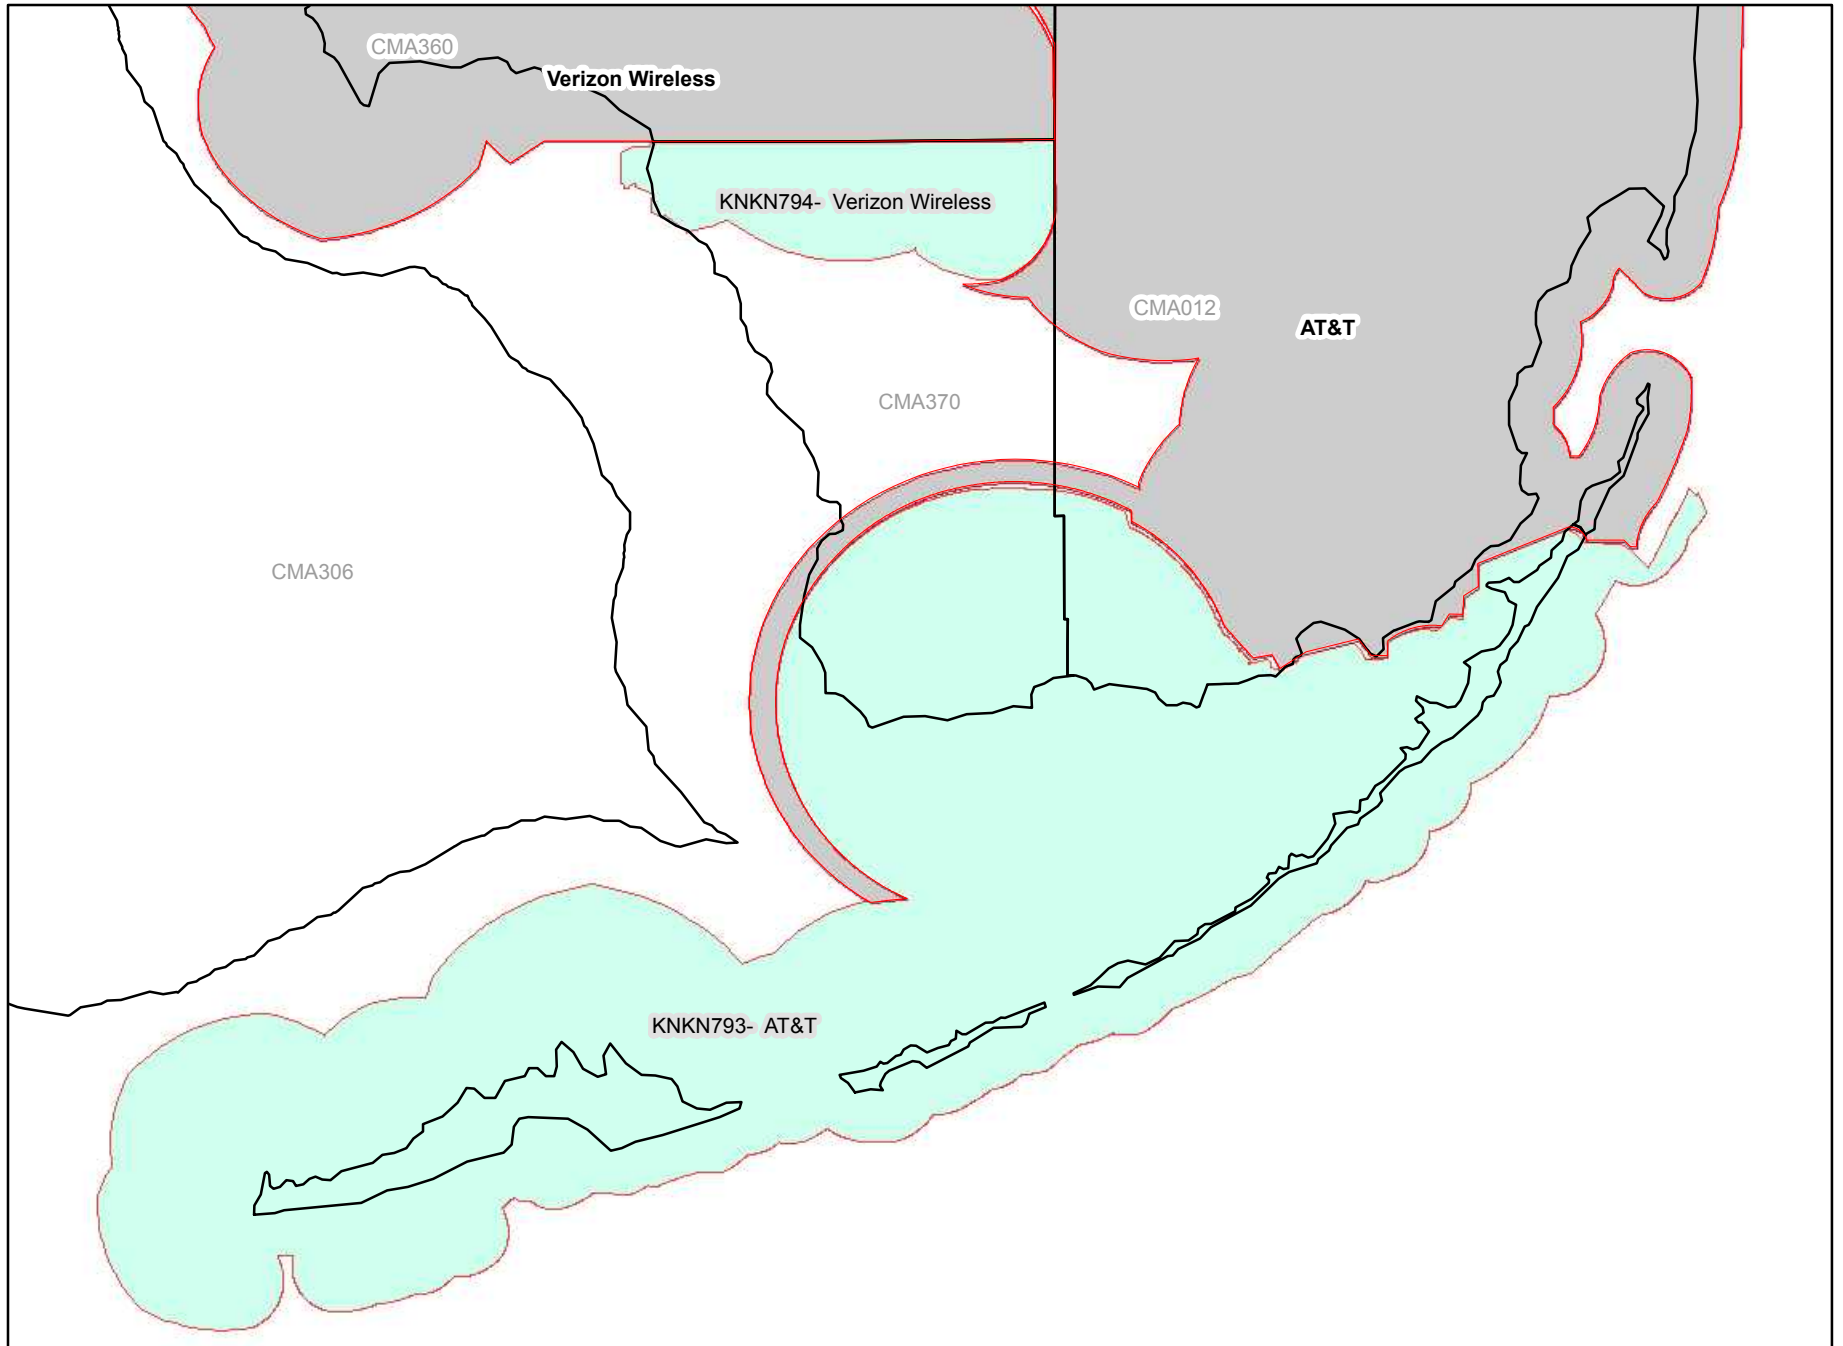 CMA360
Verizon Wireless
KNKN794- Verizon Wireless
CMA012
AT&T
CMA370
CMA306
KNKN793- AT&T